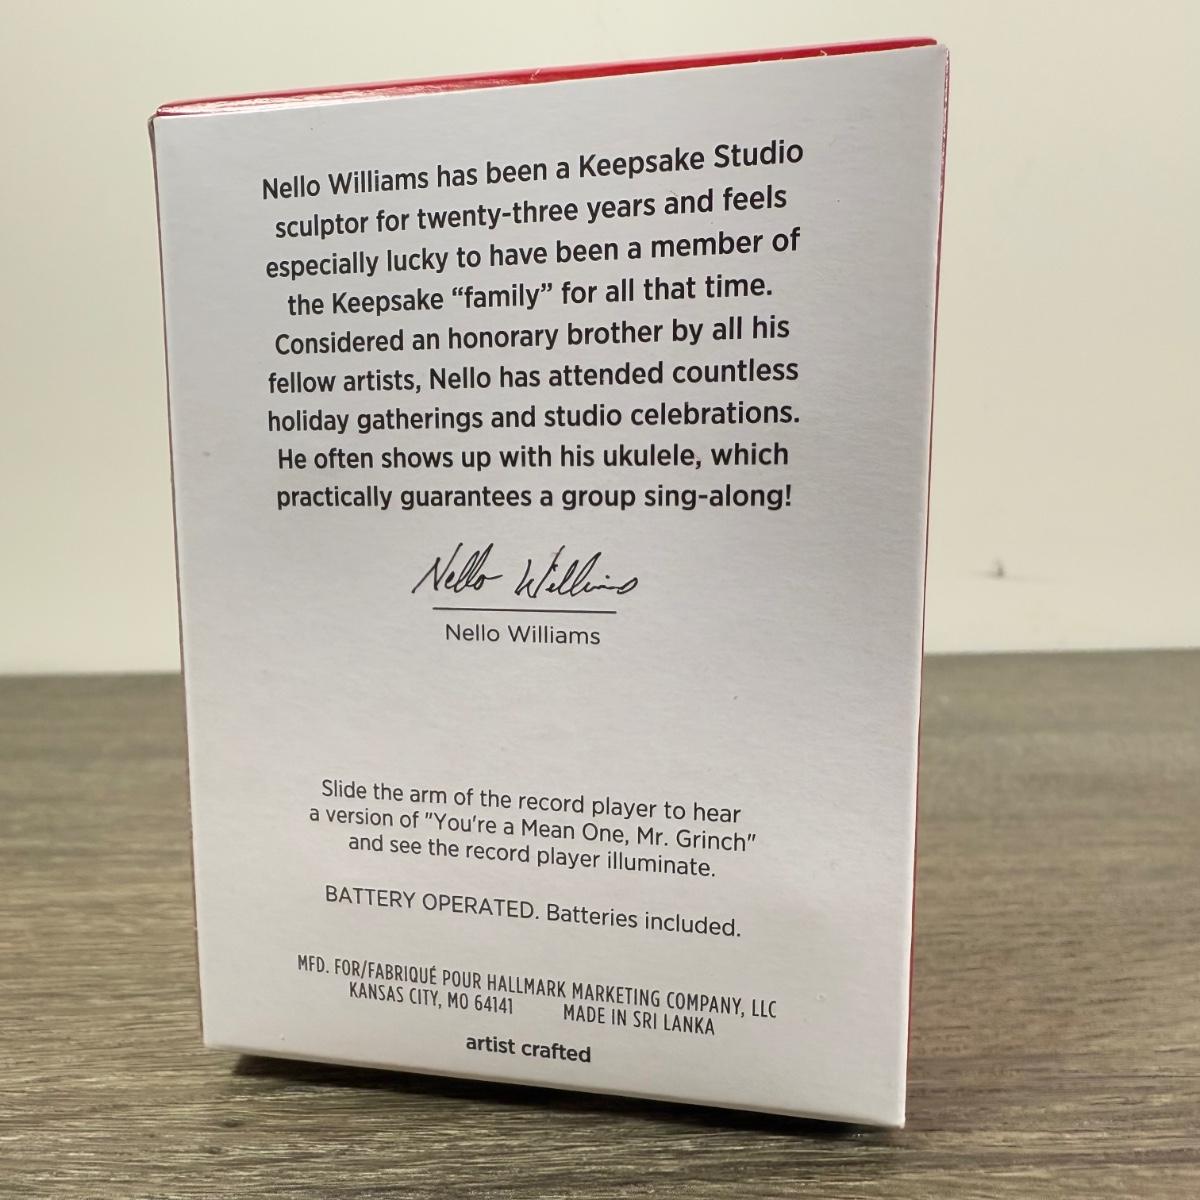 Nello Williams has been a Keepsake Studio
sculptor for twenty-three years and feels
especially lucky to have been a member of
the Keepsake “family” for all that time.
Considered an honorary brother by all his
fellow artists, Nello has attended countless
holiday gatherings and studio celebrations.
He often shows up with his ukulele, which
practically guarantees a group sing-along!
Nello Williams
Nello Williams
Slide the arm of the record player to hear
a version of "You're a Mean One, Mr. Grinch"
and see the record player illuminate.
BATTERY OPERATED. Batteries included.
MFD. FOR/FABRIQUÉ POUR HALLMARK MARKETING COMPANY, LLC
KANSAS CITY, MO 64141 MADE IN SRI LANKA
artist crafted